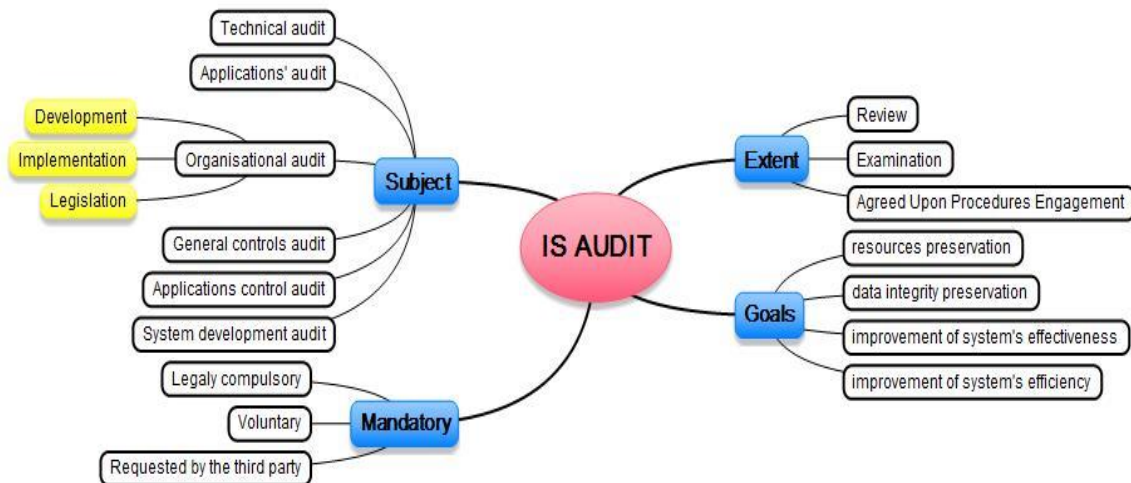 Technical audit
Applications' audit
Development
Implementation
Legislation
Organisational audit
Subject
General controls audit
Applications control audit
System development audit
Legaly compulsory
Voluntary
Requested by the third party
Mandatory
IS AUDIT
Extent
Review
Examination
Agreed Upon Procedures Engagement
Goals
resources preservation
data integrity preservation
improvement of system's effectiveness
improvement of system's efficiency